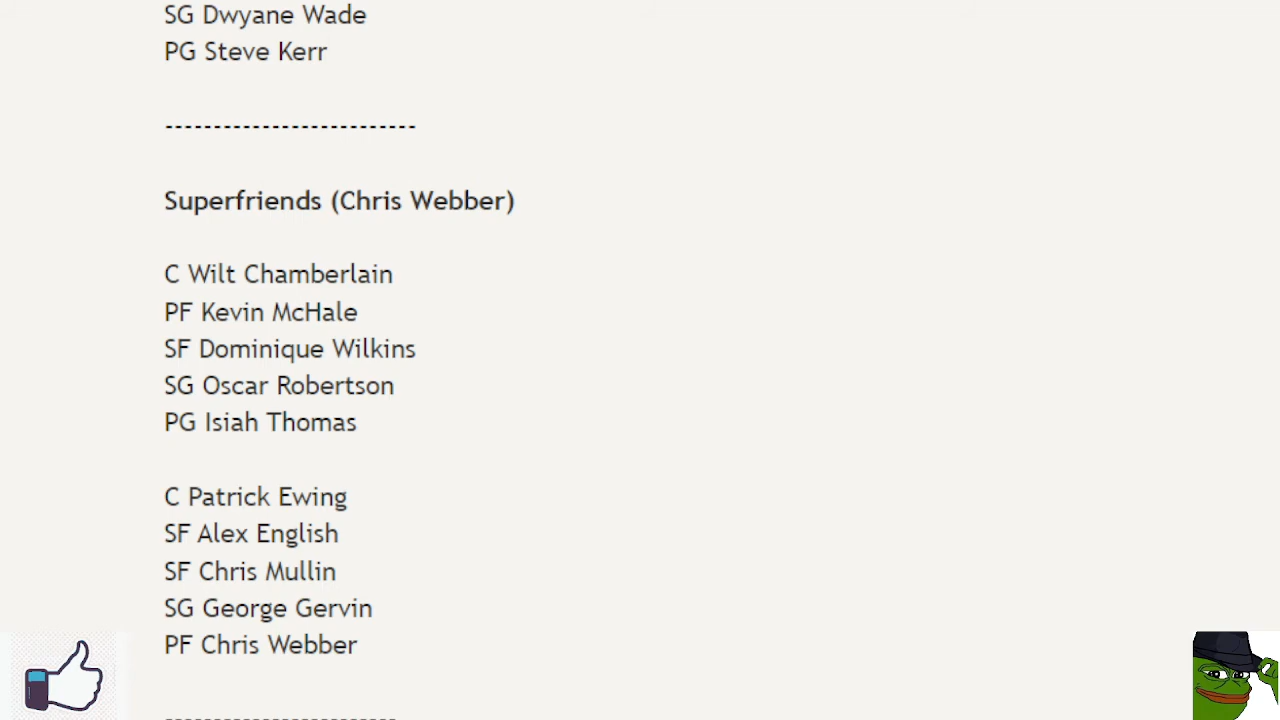 SG Dwyane Wade
PG Steve Kerr
--------------------------
Superfriends (Chris Webber)
C Wilt Chamberlain
PF Kevin McHale
SF Dominique Wilkins
SG Oscar Robertson
PG Isiah Thomas
C Patrick Ewing
SF Alex English
SF Chris Mullin
SG George Gervin
PF Chris Webber
------------------------